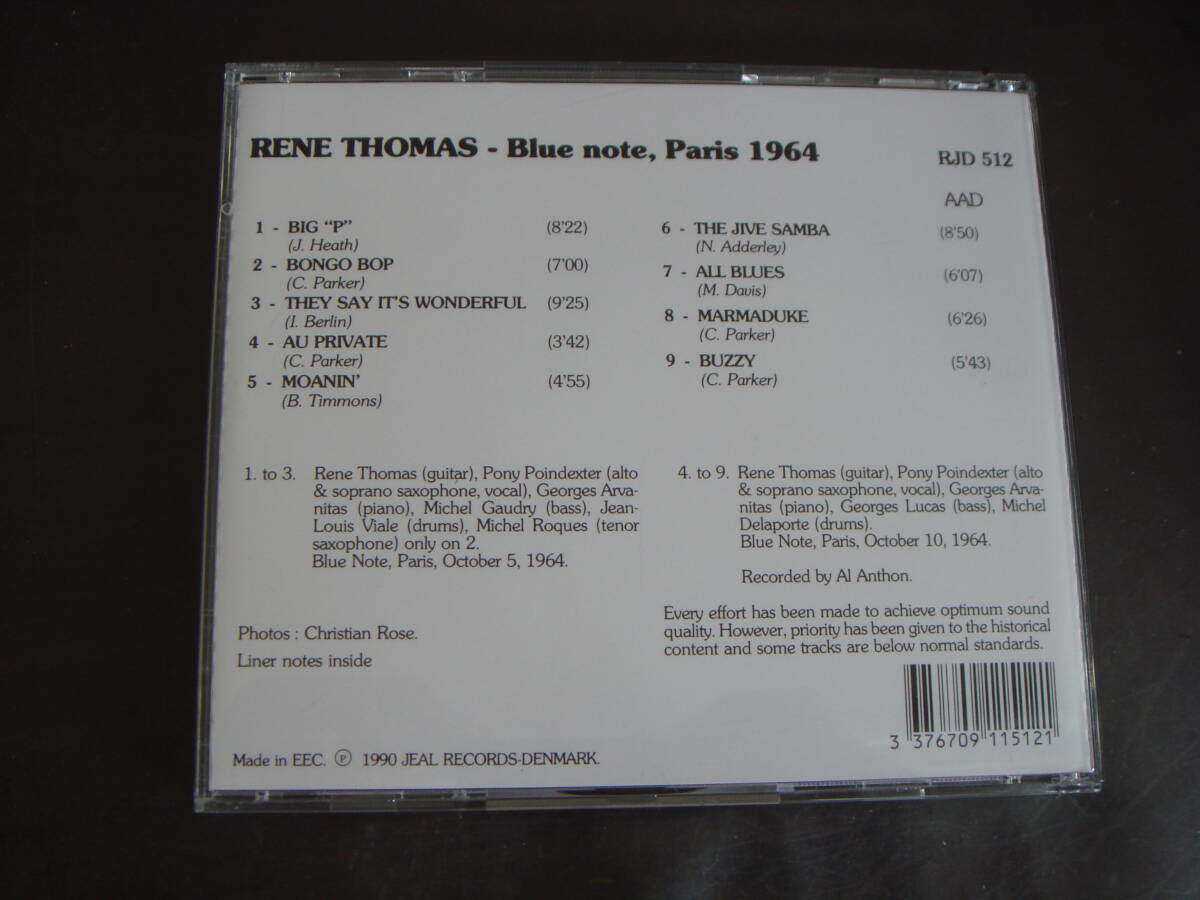 RENE THOMAS - Blue note, Paris 1964
RJD 512
AAD
1 - BIG “P” (8'22)
(J. Heath)
2 - BONGO BOP (7'00)
(C. Parker)
3 - THEY SAY IT'S WONDERFUL (9'25)
(I. Berlin)
4 - AU PRIVATE (3'42)
(C. Parker)
5 - MOANIN' (4'55)
(B. Timmons)
6 - THE JIVE SAMBA (8'50)
(N. Adderley)
7 - ALL BLUES (6'07)
(M. Davis)
8 - MARMADUKE (6'26)
(C. Parker)
9 - BUZZY (5'43)
(C. Parker)
1. to 3. Rene Thomas (guitar), Pony Poindexter (alto
& soprano saxophone, vocal), Georges Arva-
nitas (piano), Michel Gaudry (bass), Jean-
Louis Viale (drums), Michel Roques (tenor
saxophone) only on 2.
Blue Note, Paris, October 5, 1964.
4. to 9. Rene Thomas (guitar), Pony Poindexter (alto
& soprano saxophone, vocal), Georges Arva-
nitas (piano), Georges Lucas (bass), Michel
Delaporte (drums).
Blue Note, Paris, October 10, 1964.
Recorded by Al Anthon.
Photos : Christian Rose.
Liner notes inside
Every effort has been made to achieve optimum sound
quality. However, priority has been given to the historical
content and some tracks are below normal standards.
3 376709 115121
Made in EEC. Ⓟ 1990 JEAL RECORDS-DENMARK.